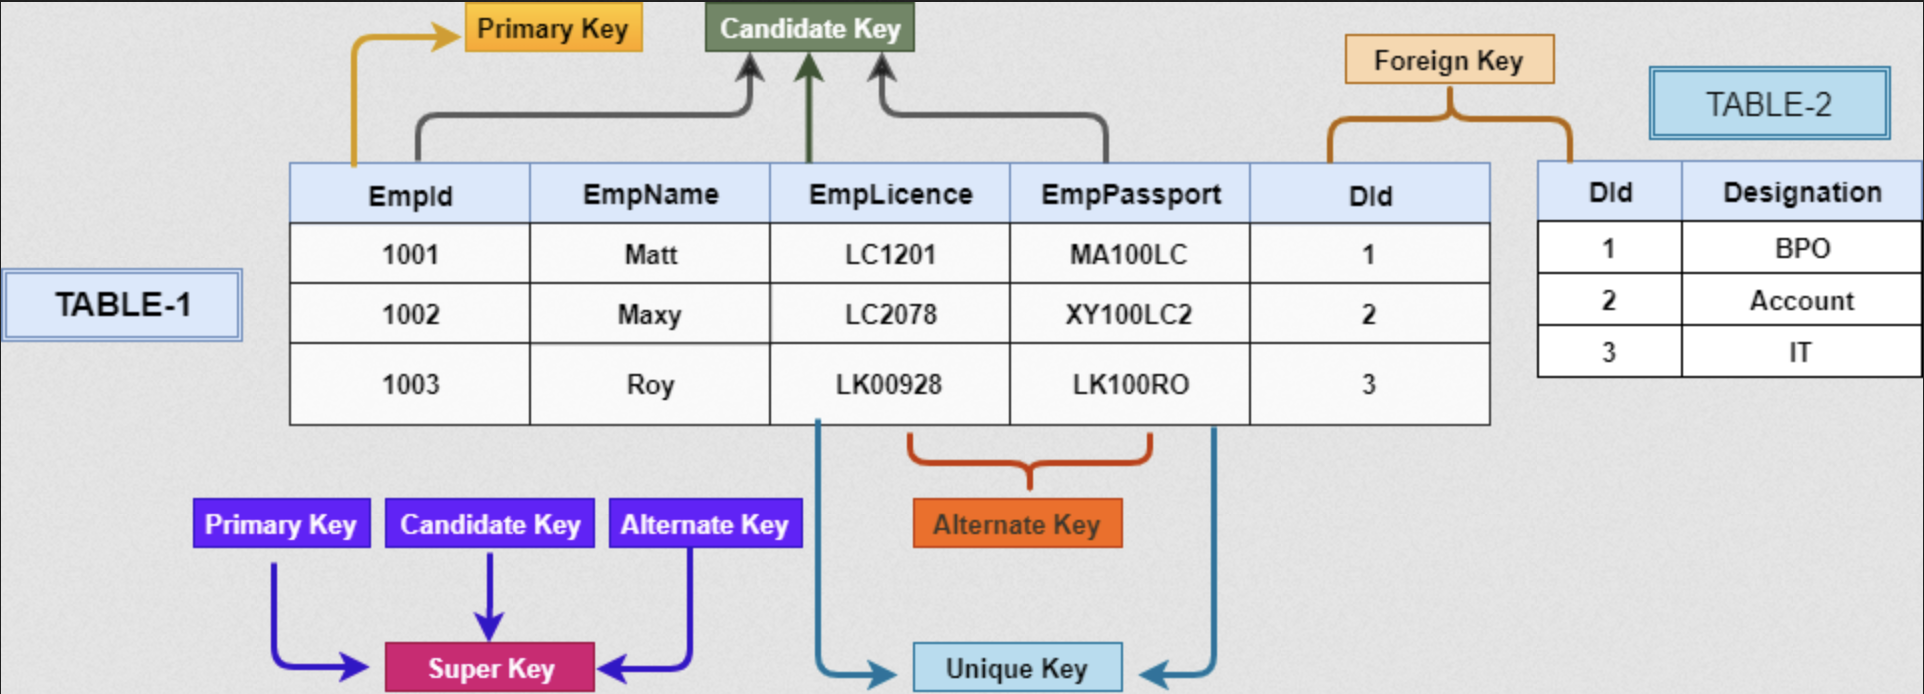 Primary Key
Candidate Key
Foreign Key
TABLE-2
EmpId EmpName EmpLicence EmpPassport DId
1001 Matt LC1201 MA100LC 1
1002 Maxy LC2078 XY100LC2 2
1003 Roy LK00928 LK100RO 3
DId Designation
1 BPO
2 Account
3 IT
TABLE-1
Primary Key
Candidate Key
Alternate Key
Alternate Key
Super Key
Unique Key